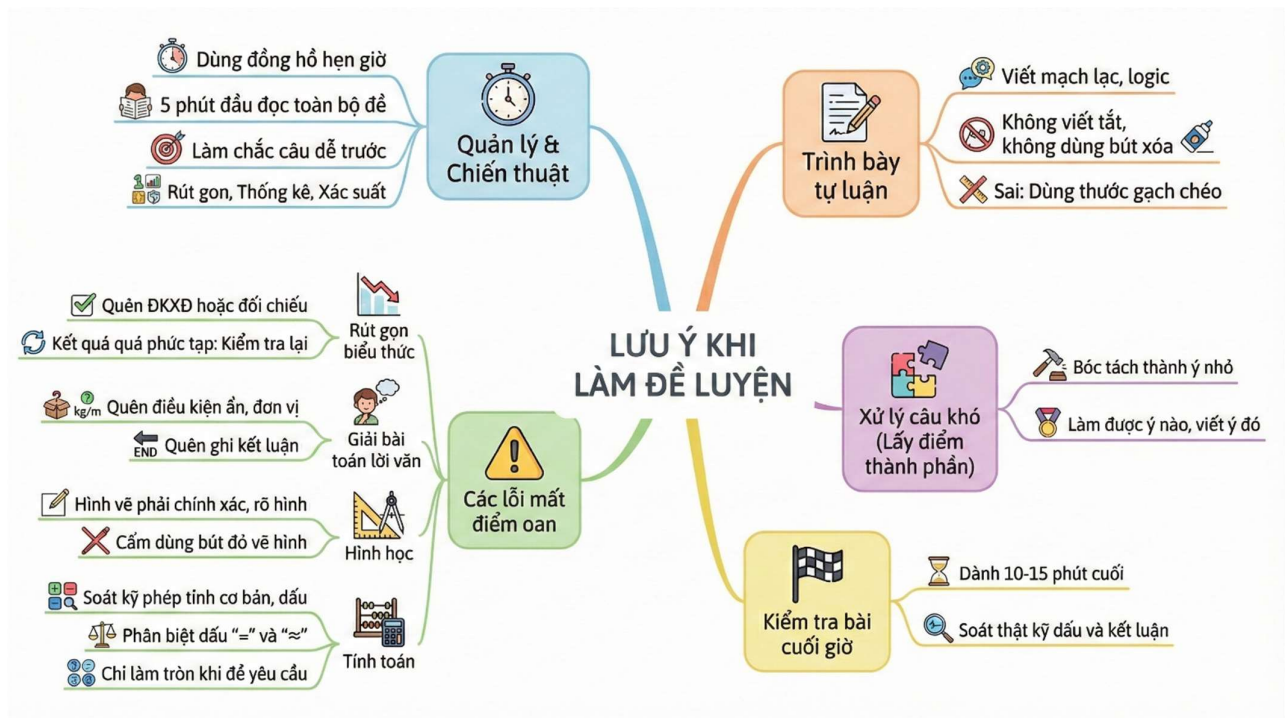 LƯU Ý KHI
LÀM ĐỀ LUYỆN
Quản lý &
Chiến thuật
Dùng đồng hồ hẹn giờ
5 phút đầu đọc toàn bộ đề
Làm chắc câu dễ trước
Rút gon, Thống kê, Xác suất
Trình bày
tự luận
Viết mạch lạc, logic
Không viết tắt,
không dùng bút xóa
Sai: Dùng thước gạch chéo
Các lỗi mất
điểm oan
Rút gọn
biểu thức
Quên ĐKXĐ hoặc đối chiếu
Kết quá quá phức tạp: Kiểm tra lại
Giải bài
toán lời văn
kg/m Quên điều kiện ẩn, đơn vị
END Quên ghi kết luận
Hình học
Hình vẽ phải chính xác, rõ hình
Cấm dùng bút đỏ vẽ hình
Tính toán
Soát kỹ phép tính cơ bản, dấu
Phân biệt dấu “=” và “≈”
Chỉ làm tròn khi để yêu cầu
Xử lý câu khó
(Lấy điểm
thành phần)
Bóc tách thành ý nhỏ
Làm được ý nào, viết ý đó
Kiểm tra bài
cuối giờ
Dành 10-15 phút cuối
Soát thật kỹ dấu và kết luận